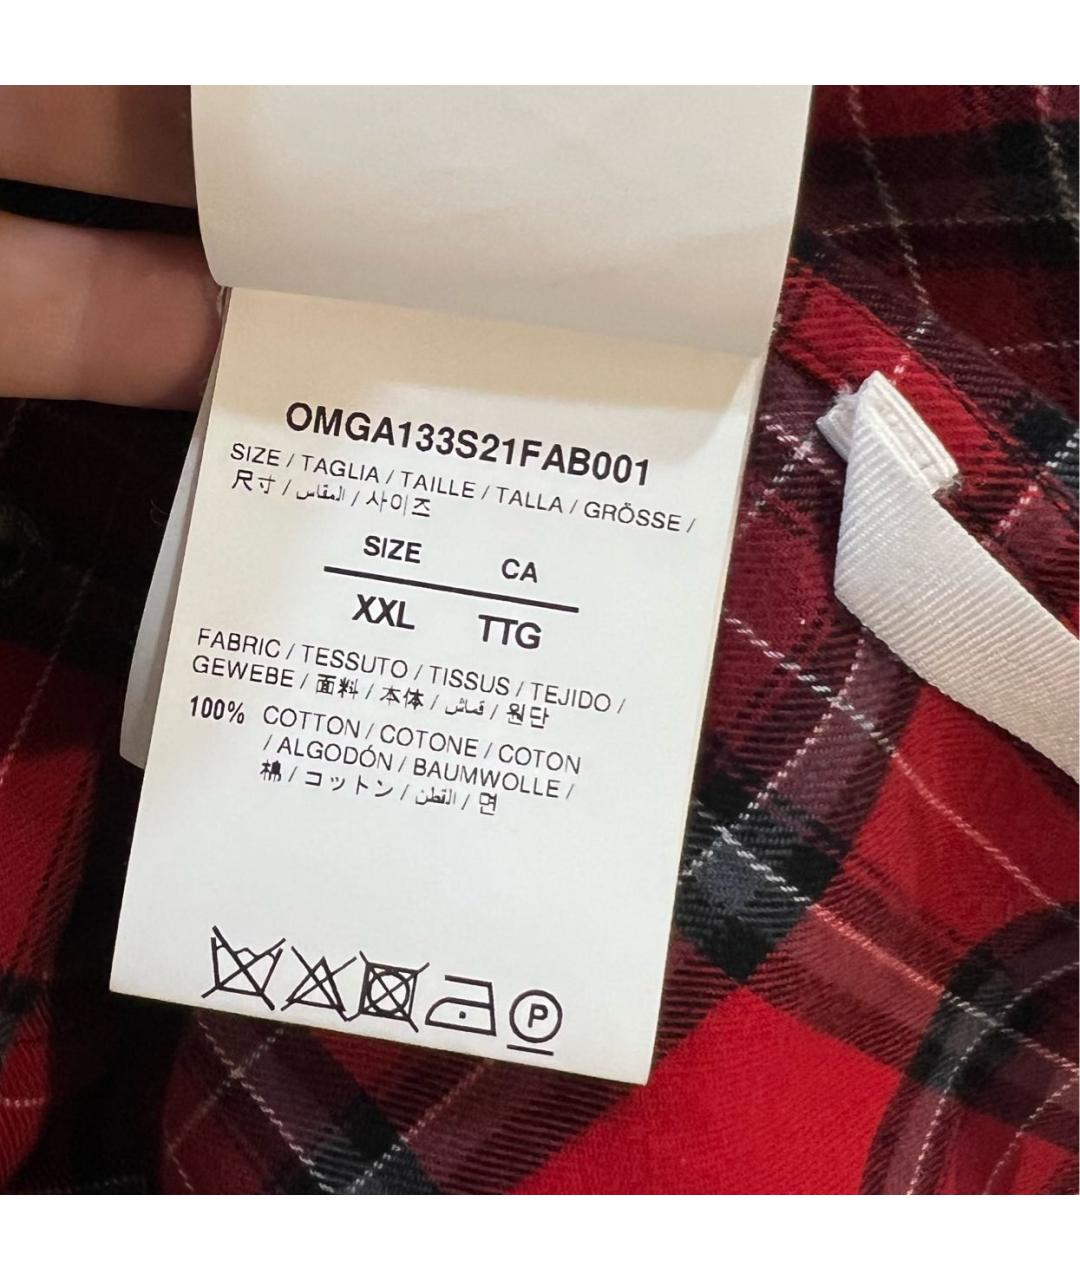 OMGA133S21FAB001
SIZE / TAGLIA / TAILLE / TALLA / GRÖSSE /
尺寸 / المقاس / 사이즈
SIZE CA
XXL TTG
FABRIC / TESSUTO / TISSUS / TEJIDO /
GEWEBE / 面料 / 本体 / قماش / 원단
100% COTTON / COTONE / COTON
/ ALGODÓN / BAUMWOLLE /
棉 / コットン / القطن / 면
P